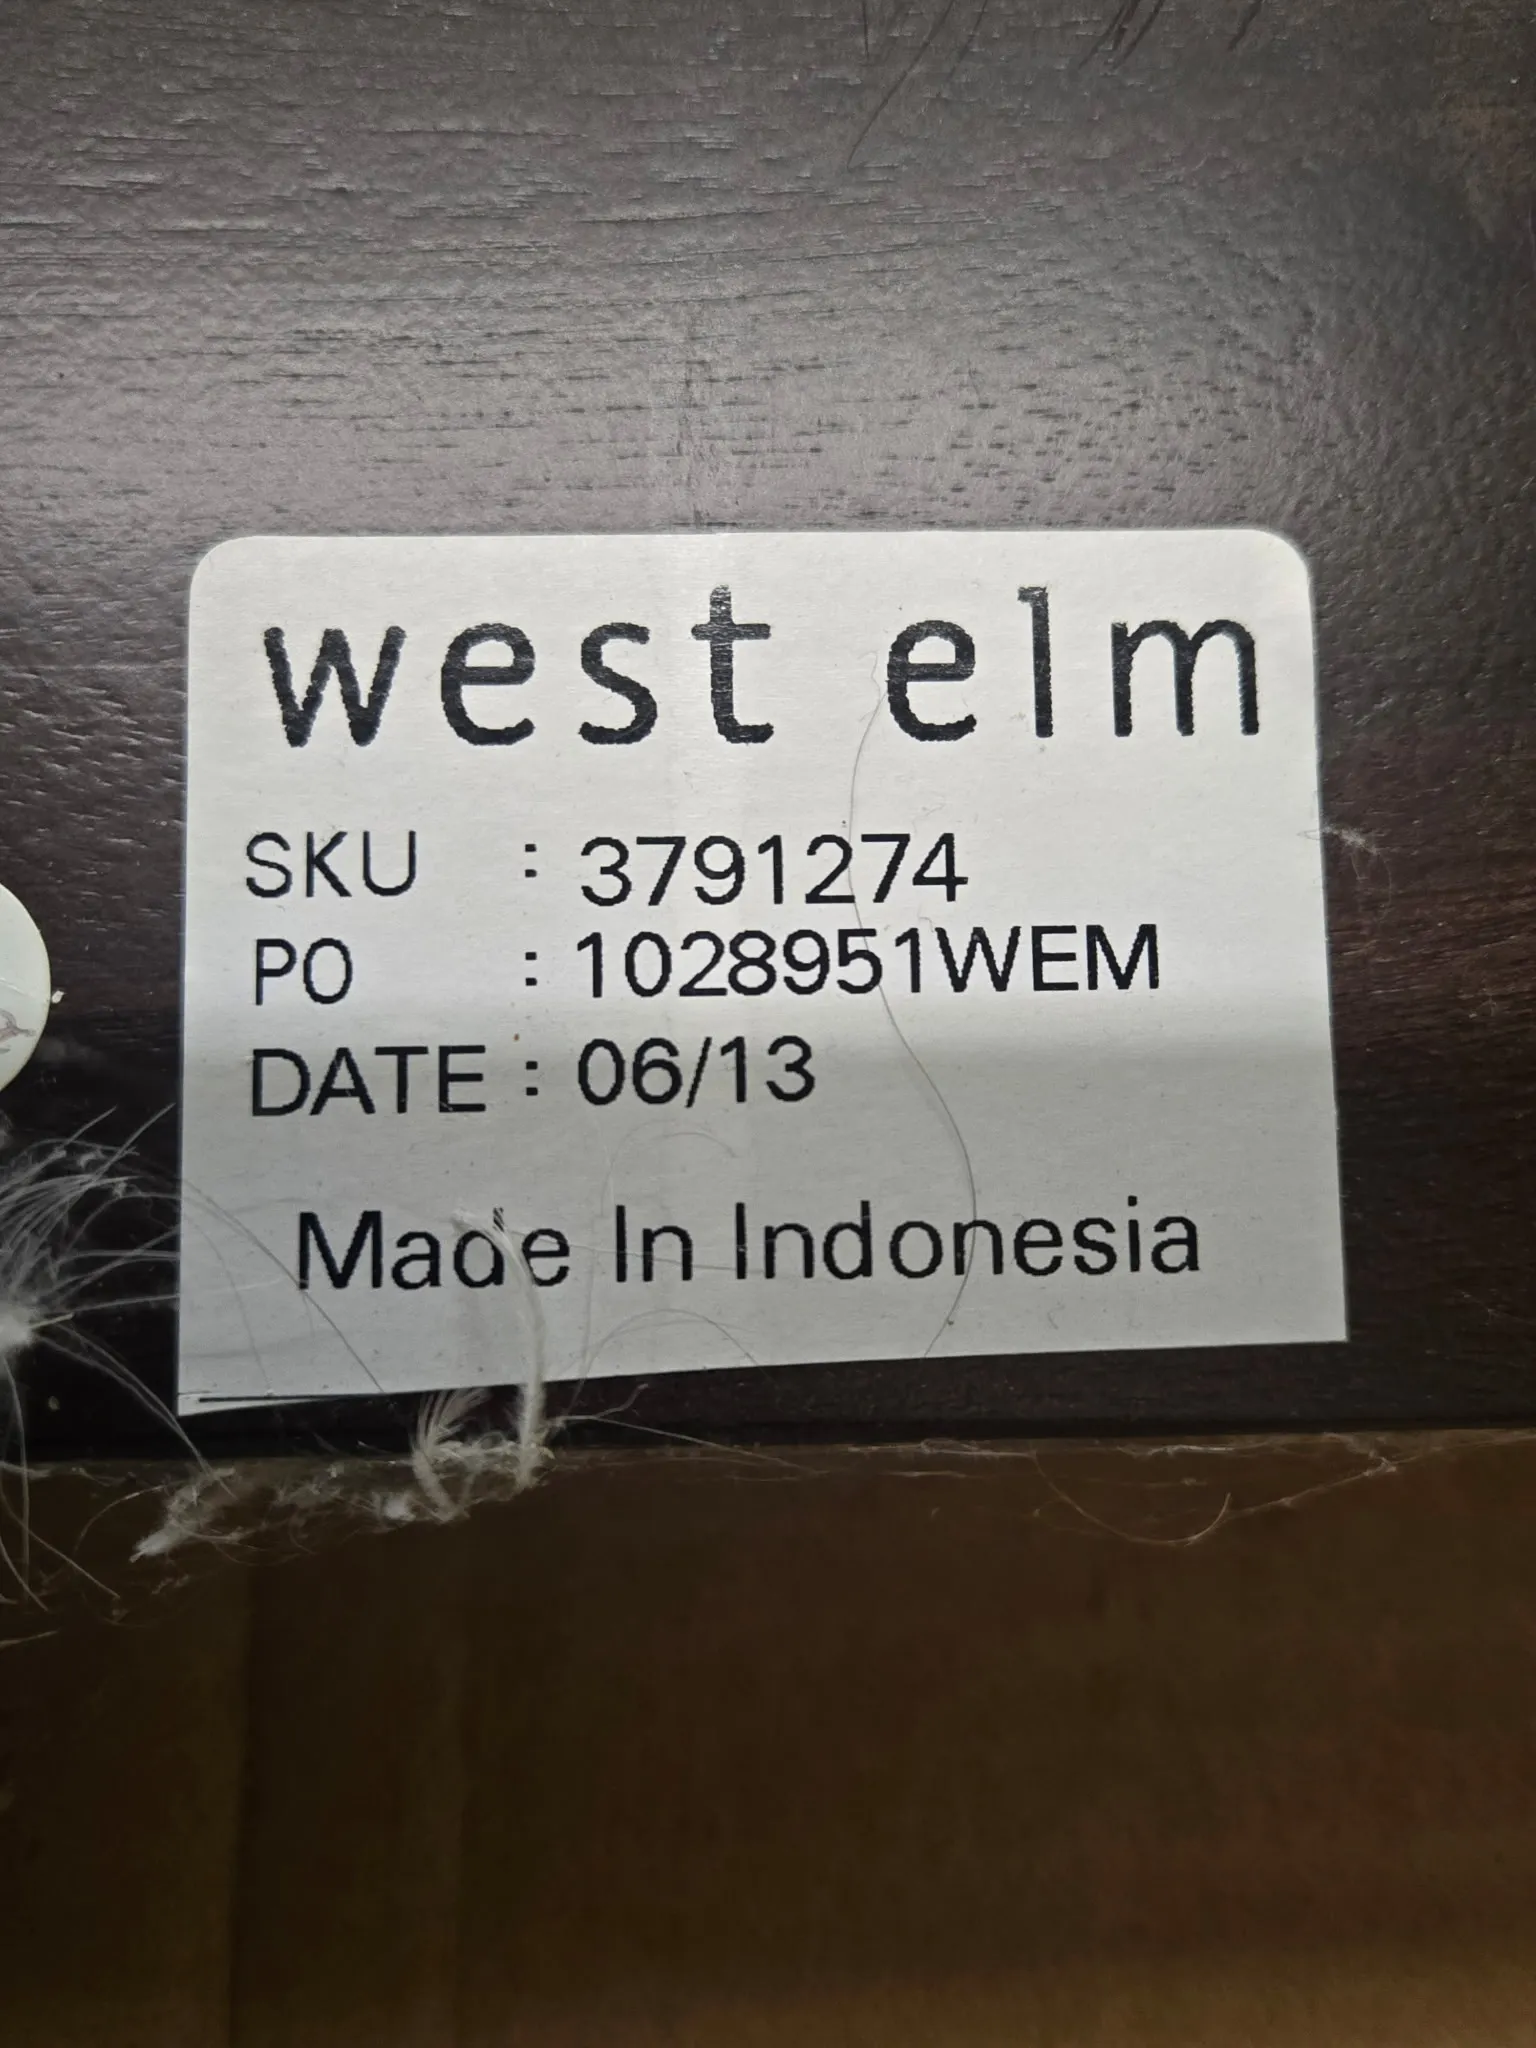 west elm
SKU : 3791274
PO : 1028951WEM
DATE : 06/13
Made In Indonesia